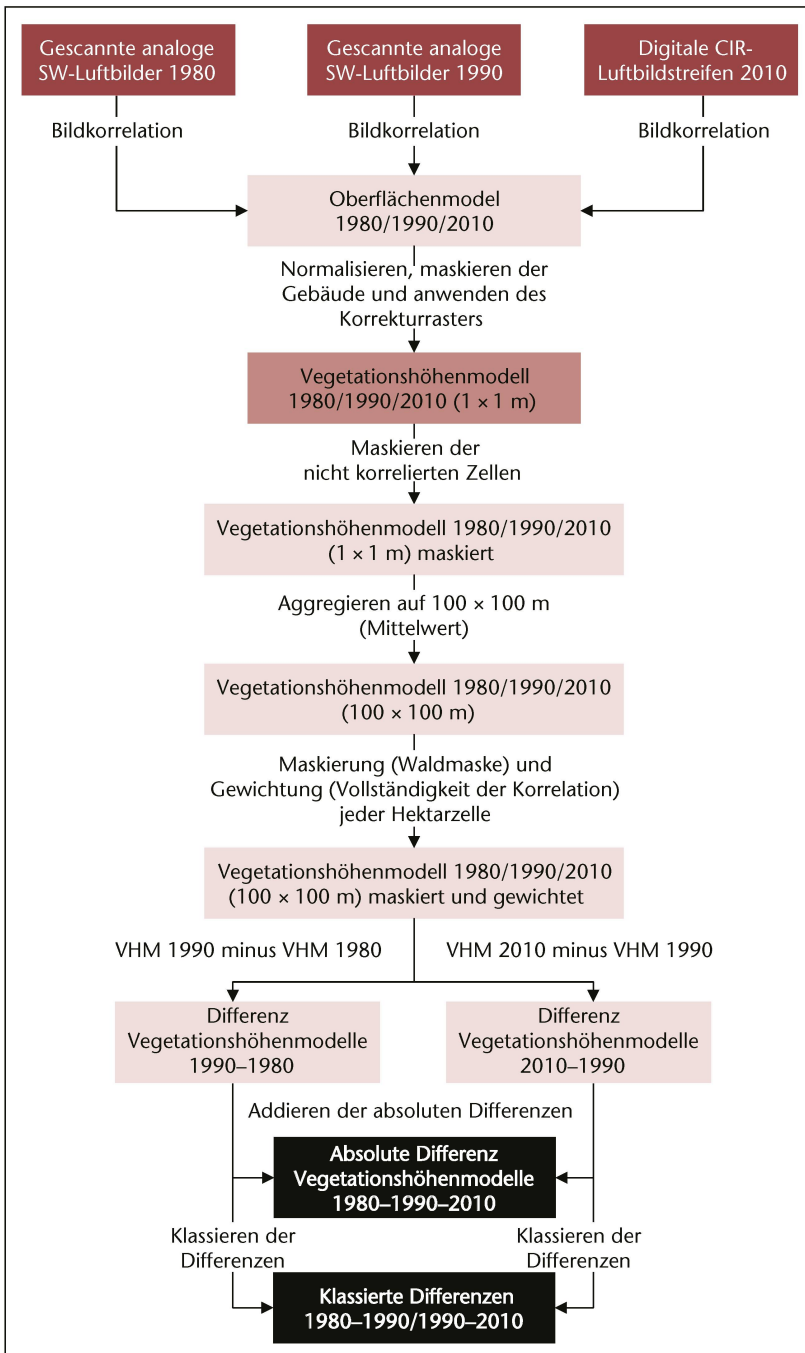 Gescannte analoge
SW-Luftbilder 1980
Gescannte analoge
SW-Luftbilder 1990
Digitale CIR-
Luftbildstreifen 2010
Bildkorrelation
Bildkorrelation
Bildkorrelation
Oberflächenmodel
1980/1990/2010
Normalisieren, maskieren der
Gebäude und anwenden des
Korrekturrasters
Vegetationshöhenmodell
1980/1990/2010 (1 × 1 m)
Maskieren der
nicht korrelierten Zellen
Vegetationshöhenmodell 1980/1990/2010
(1 × 1 m) maskiert
Aggregieren auf 100 × 100 m
(Mittelwert)
Vegetationshöhenmodell 1980/1990/2010
(100 × 100 m)
Maskierung (Waldmaske) und
Gewichtung (Vollständigkeit der Korrelation)
jeder Hektarzelle
Vegetationshöhenmodell 1980/1990/2010
(100 × 100 m) maskiert und gewichtet
VHM 1990 minus VHM 1980
VHM 2010 minus VHM 1990
Differenz
Vegetationshöhenmodelle
1990–1980
Differenz
Vegetationshöhenmodelle
2010–1990
Addieren der absoluten Differenzen
Absolute Differenz
Vegetationshöhenmodelle
1980–1990–2010
Klassieren der
Differenzen
Klassieren der
Differenzen
Klassierte Differenzen
1980–1990/1990–2010